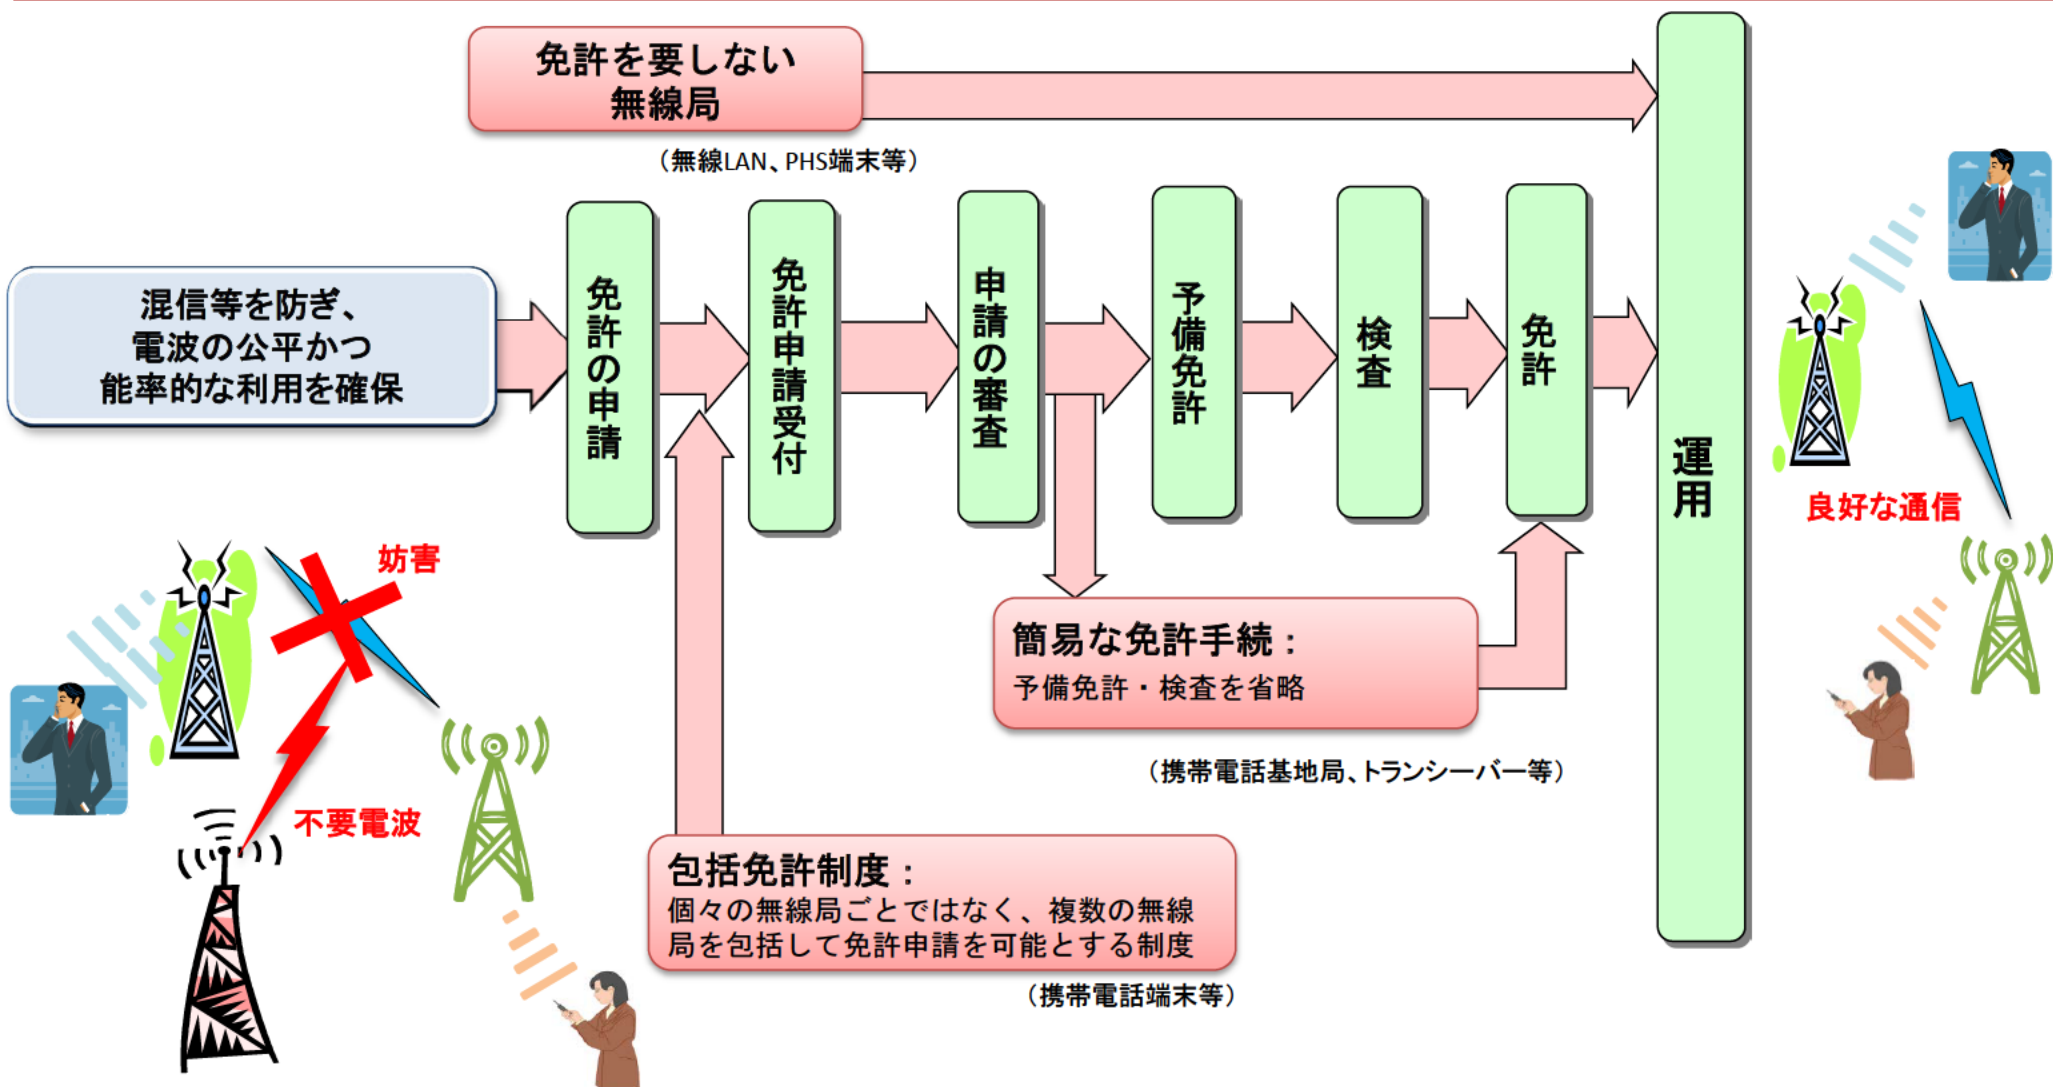 免許を要しない
無線局
（無線LAN、PHS端末等）
混信等を防ぎ、
電波の公平かつ
能率的な利用を確保
免許の申請
免許申請受付
申請の審査
予備免許
検査
免許
運用
良好な通信
妨害
不要電波
簡易な免許手続：
予備免許・検査を省略
（携帯電話基地局、トランシーバー等）
包括免許制度：
個々の無線局ごとではなく、複数の無線
局を包括して免許申請を可能とする制度
（携帯電話端末等）